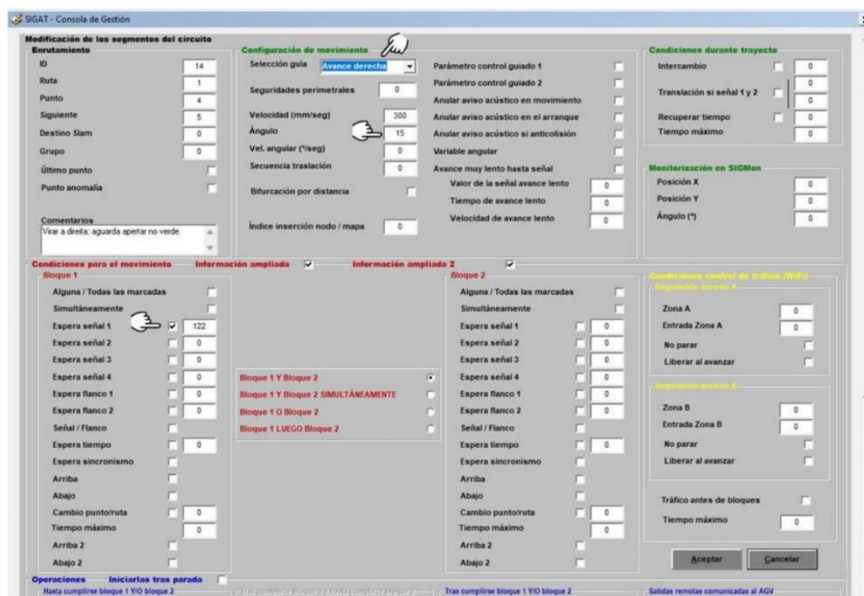 SIGAT - Consola de Gestión
Modificación de los segmentos del circuito
Enrutamiento
ID 14
Ruta 1
Punto 4
Siguiente 5
Destino Slam 0
Grupo 0
Último punto
Punto anomalía
Comentarios
Virar a direita; aguarda apertar no verde.
Configuración de movimiento
Selección guía Avance derecha
Seguridades perimetrales 0
Velocidad (mm/seg) 300
Ángulo 15
Vel. angular (º/seg) 0
Secuencia traslación 0
Bifurcación por distancia
Índice inserción nodo / mapa 0
Parámetro control guiado 1
Parámetro control guiado 2
Anular aviso acústico en movimiento
Anular aviso acústico en el arranque
Anular aviso acústico si anticolisión
Variable angular
Avance muy lento hasta señal
Valor de la señal avance lento 0
Tiempo de avance lento 0
Velocidad de avance lento 0
Condiciones durante trayecto
Intercambio 0
Translación si señal 1 y 2 0
0
Recuperar tiempo 0
Tiempo máximo 0
Monitorización en SIGMon
Posición X 0
Posición Y 0
Ángulo (º) 0
Condiciones para el movimiento Información ampliada Información ampliada 2
Bloque 1
Alguna / Todas las marcadas
Simultáneamente
Espera señal 1 122
Espera señal 2 0
Espera señal 3 0
Espera señal 4 0
Espera flanco 1 0
Espera flanco 2 0
Señal / Flanco
Espera tiempo 0
Espera sincronismo
Arriba
Abajo
Cambio punto/ruta 0
Tiempo máximo 0
Arriba 2
Abajo 2
Bloque 1 Y Bloque 2
Bloque 1 Y Bloque 2 SIMULTÁNEAMENTE
Bloque 1 O Bloque 2
Bloque 1 LUEGO Bloque 2
Bloque 2
Alguna / Todas las marcadas
Simultáneamente
Espera señal 1 0
Espera señal 2 0
Espera señal 3 0
Espera señal 4 0
Espera flanco 1 0
Espera flanco 2 0
Señal / Flanco
Espera tiempo 0
Espera sincronismo
Arriba
Abajo
Cambio punto/ruta 0
Tiempo máximo 0
Arriba 2
Abajo 2
Condiciones control de tráfico (WiFi)
Regulación acceso A
Zona A 0
Entrada Zona A 0
No parar
Liberar al avanzar
Regulación acceso B
Zona B 0
Entrada Zona B 0
No parar
Liberar al avanzar
Tráfico antes de bloques
Tiempo máximo 0
Aceptar Cancelar
Operaciones Iniciarlas tras parada
Hasta cumplirse bloque 1 Y/O bloque 2
Tras cumplirse bloque 1 Y/O bloque 2
Salidas remotas comunicadas al AGV